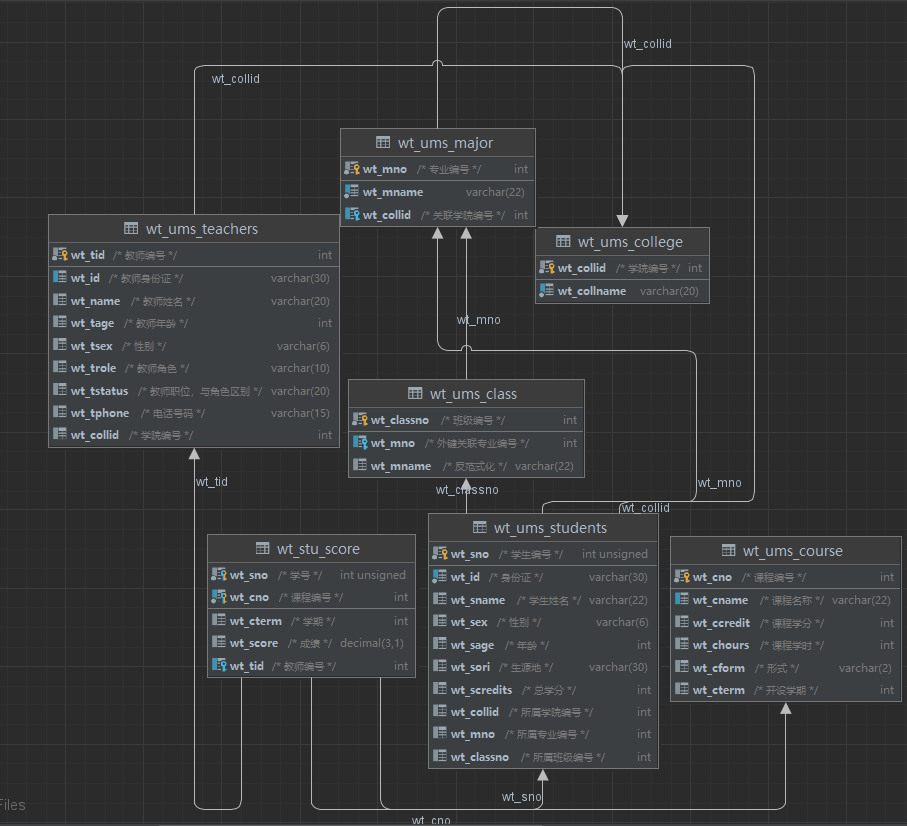 wt_collid
wt_collid
wt_ums_major
wt_mno /* 专业编号 */ int
wt_mname varchar(22)
wt_collid /* 关联学院编号 */ int
wt_ums_teachers
wt_tid /* 教师编号 */ int
wt_id /* 教师身份证 */ varchar(30)
wt_name /* 教师姓名 */ varchar(20)
wt_tage /* 教师年龄 */ int
wt_tsex /* 性别 */ varchar(6)
wt_trole /* 教师角色 */ varchar(10)
wt_tstatus /* 教师职位，与角色区别 */ varchar(20)
wt_tphone /* 电话号码 */ varchar(15)
wt_collid /* 学院编号 */ int
wt_ums_college
wt_collid /* 学院编号 */ int
wt_collname varchar(20)
wt_mno
wt_ums_class
wt_classno /* 班级编号 */ int
wt_mno /* 外键关联专业编号 */ int
wt_mname /* 反范式化 */ varchar(22)
wt_tid
wt_classno
wt_mno
wt_collid
wt_stu_score
wt_sno /* 学号 */ int unsigned
wt_cno /* 课程编号 */ int
wt_cterm /* 学期 */ int
wt_score /* 成绩 */ decimal(3,1)
wt_tid /* 教师编号 */ int
wt_ums_students
wt_sno /* 学生编号 */ int unsigned
wt_id /* 身份证 */ varchar(30)
wt_sname /* 学生姓名 */ varchar(22)
wt_sex /* 性别 */ varchar(6)
wt_sage /* 年龄 */ int
wt_sori /* 生源地 */ varchar(30)
wt_scredits /* 总学分 */ int
wt_collid /* 所属学院编号 */ int
wt_mno /* 所属专业编号 */ int
wt_classno /* 所属班级编号 */ int
wt_ums_course
wt_cno /* 课程编号 */ int
wt_cname /* 课程名称 */ varchar(22)
wt_ccredit /* 课程学分 */ int
wt_chours /* 课程学时 */ int
wt_cform /* 形式 */ varchar(2)
wt_cterm /* 开设学期 */ int
wt_sno
Files
wt_cno